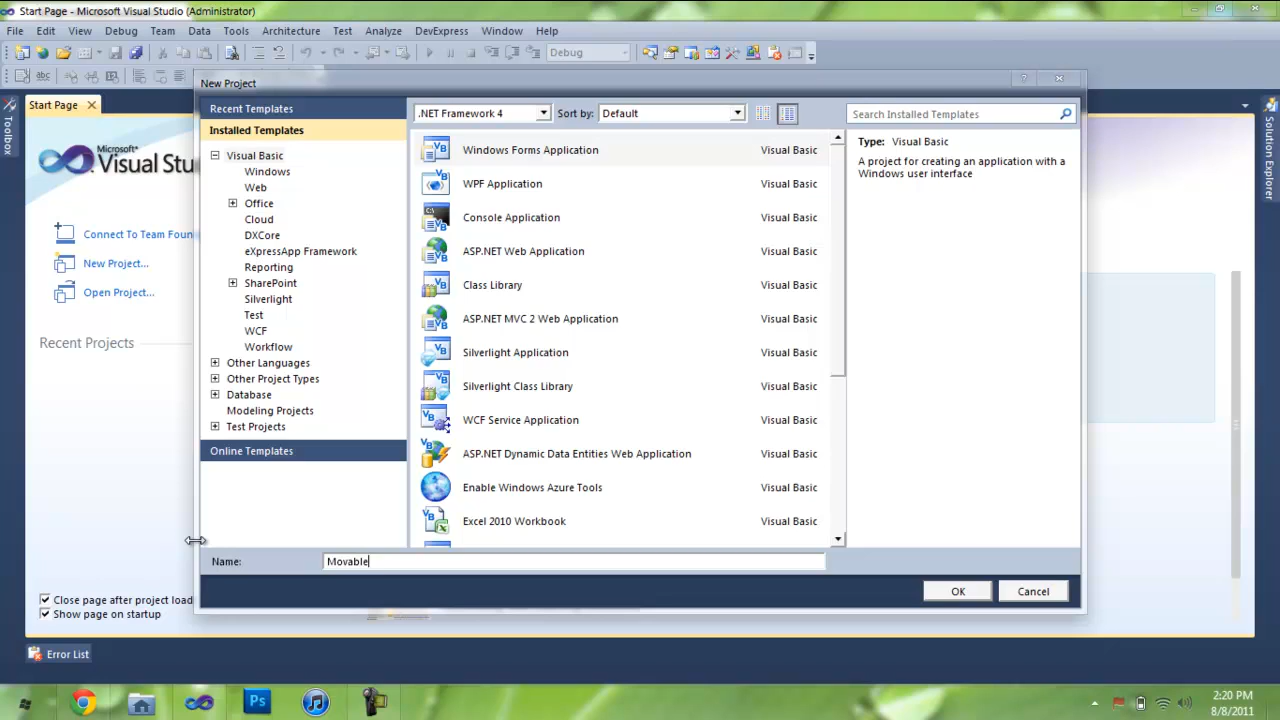 Start Page - Microsoft Visual Studio (Administrator)
File Edit View Debug Team Data Tools Architecture Test Analyze DevExpress Window Help
Debug
New Project
Start Page
Toolbox
Solution Explorer
Microsoft®
Visual Stu
Connect To Team Foun
New Project...
Open Project...
Recent Projects
Close page after project load
Show page on startup
Recent Templates
Installed Templates
Visual Basic
Windows
Web
Office
Cloud
DXCore
eXpressApp Framework
Reporting
SharePoint
Silverlight
Test
WCF
Workflow
Other Languages
Other Project Types
Database
Modeling Projects
Test Projects
Online Templates
.NET Framework 4 Sort by: Default
Search Installed Templates
Windows Forms Application Visual Basic
WPF Application Visual Basic
Console Application Visual Basic
ASP.NET Web Application Visual Basic
Class Library Visual Basic
ASP.NET MVC 2 Web Application Visual Basic
Silverlight Application Visual Basic
Silverlight Class Library Visual Basic
WCF Service Application Visual Basic
ASP.NET Dynamic Data Entities Web Application Visual Basic
Enable Windows Azure Tools Visual Basic
Excel 2010 Workbook Visual Basic
Type: Visual Basic
A project for creating an application with a
Windows user interface
Name: Movable
OK Cancel
Error List
Ps
2:20 PM
8/8/2011